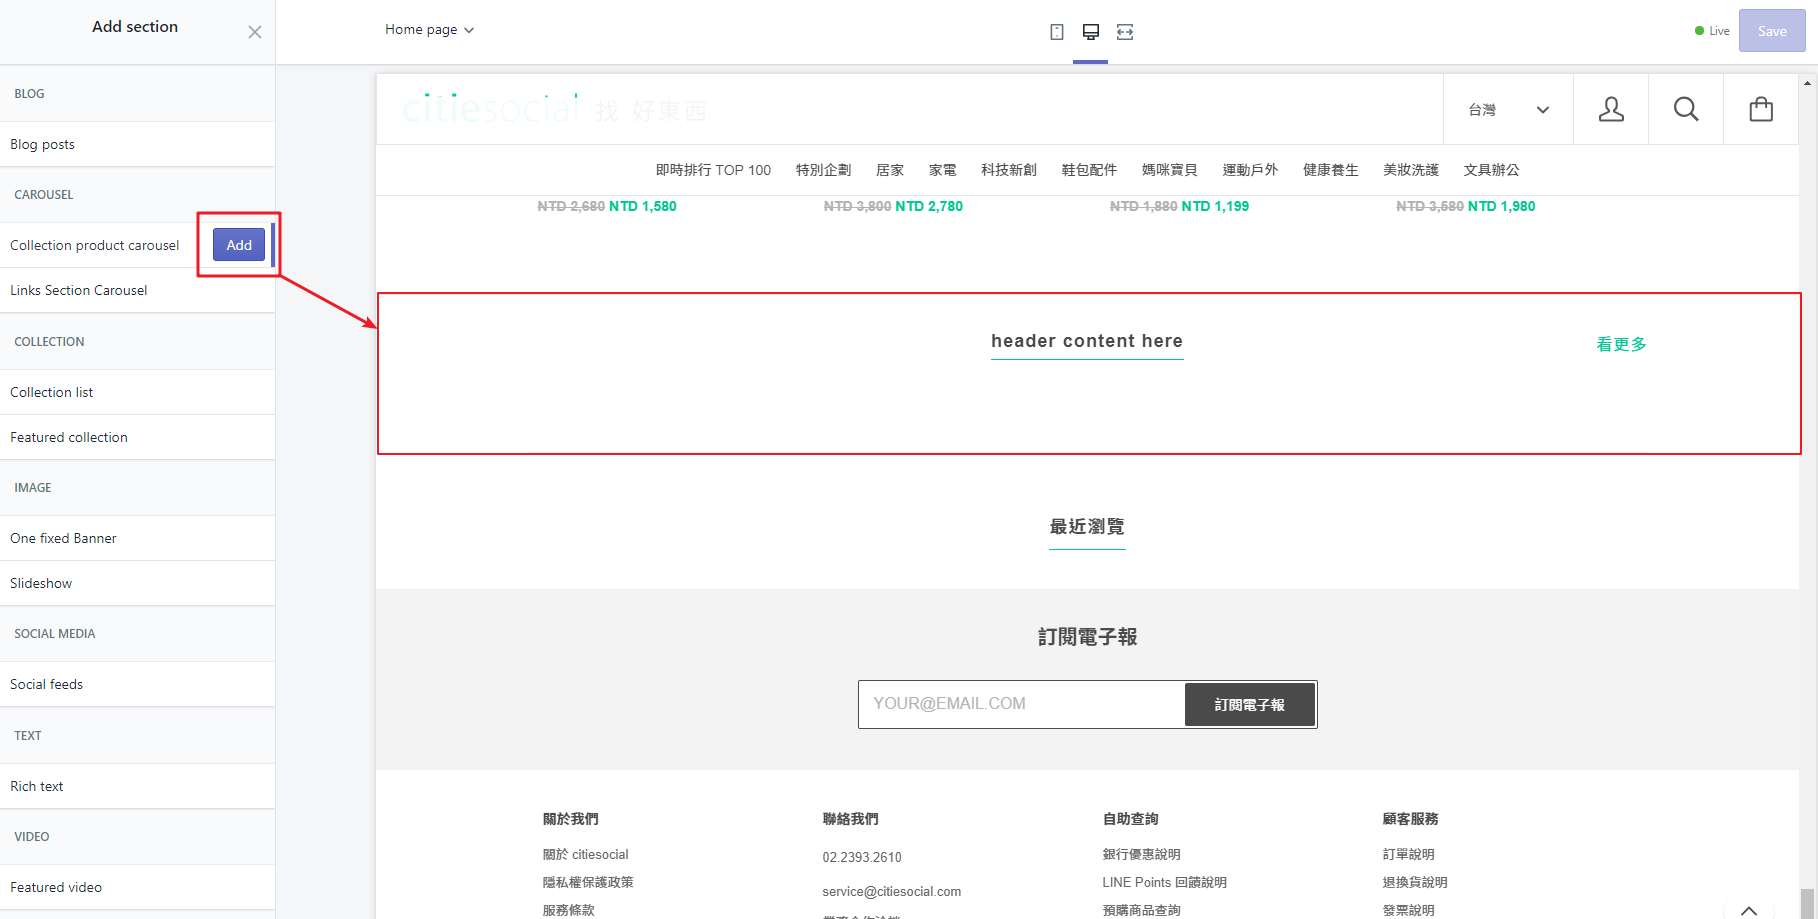 Add section
Home page
Live
Save
BLOG
Blog posts
CAROUSEL
Collection product carousel
Add
Links Section Carousel
COLLECTION
Collection list
Featured collection
IMAGE
One fixed Banner
Slideshow
SOCIAL MEDIA
Social feeds
TEXT
Rich text
VIDEO
Featured video
citiesocial 找 好東西
台灣
即時排行 TOP 100 特別企劃 居家 家電 科技新創 鞋包配件 媽咪寶貝 運動戶外 健康養生 美妝洗護 文具辦公
NTD 2,680 NTD 1,580
NTD 3,800 NTD 2,780
NTD 1,880 NTD 1,199
NTD 3,580 NTD 1,980
header content here
看更多
最近瀏覽
訂閱電子報
YOUR@EMAIL.COM
訂閱電子報
關於我們
關於 citiesocial
隱私權保護政策
服務條款
聯絡我們
02.2393.2610
service@citiesocial.com
自助查詢
銀行優惠說明
LINE Points 回饋說明
預購商品查詢
顧客服務
訂單說明
退換貨說明
發票說明